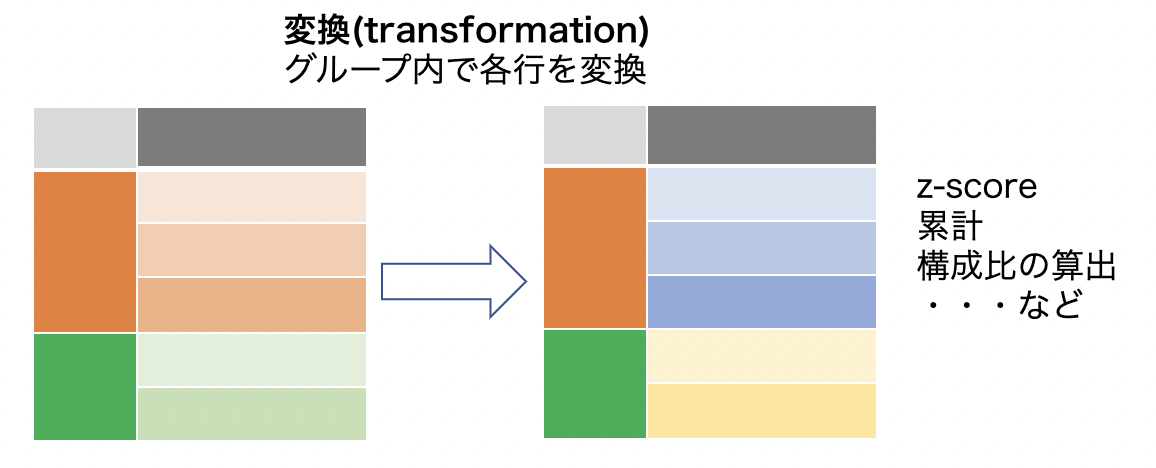 変換(transformation)
グループ内で各行を変換
z-score
累計
構成比の算出
・・・など